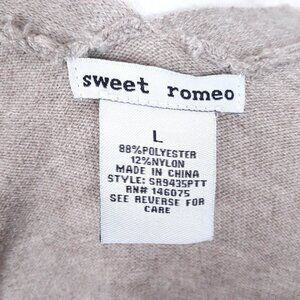 sweet romeo
L
88%POLYESTER
12%NYLON
MADE IN CHINA
STYLE: SR9435PTT
RN# 146075
SEE REVERSE FOR
CARE